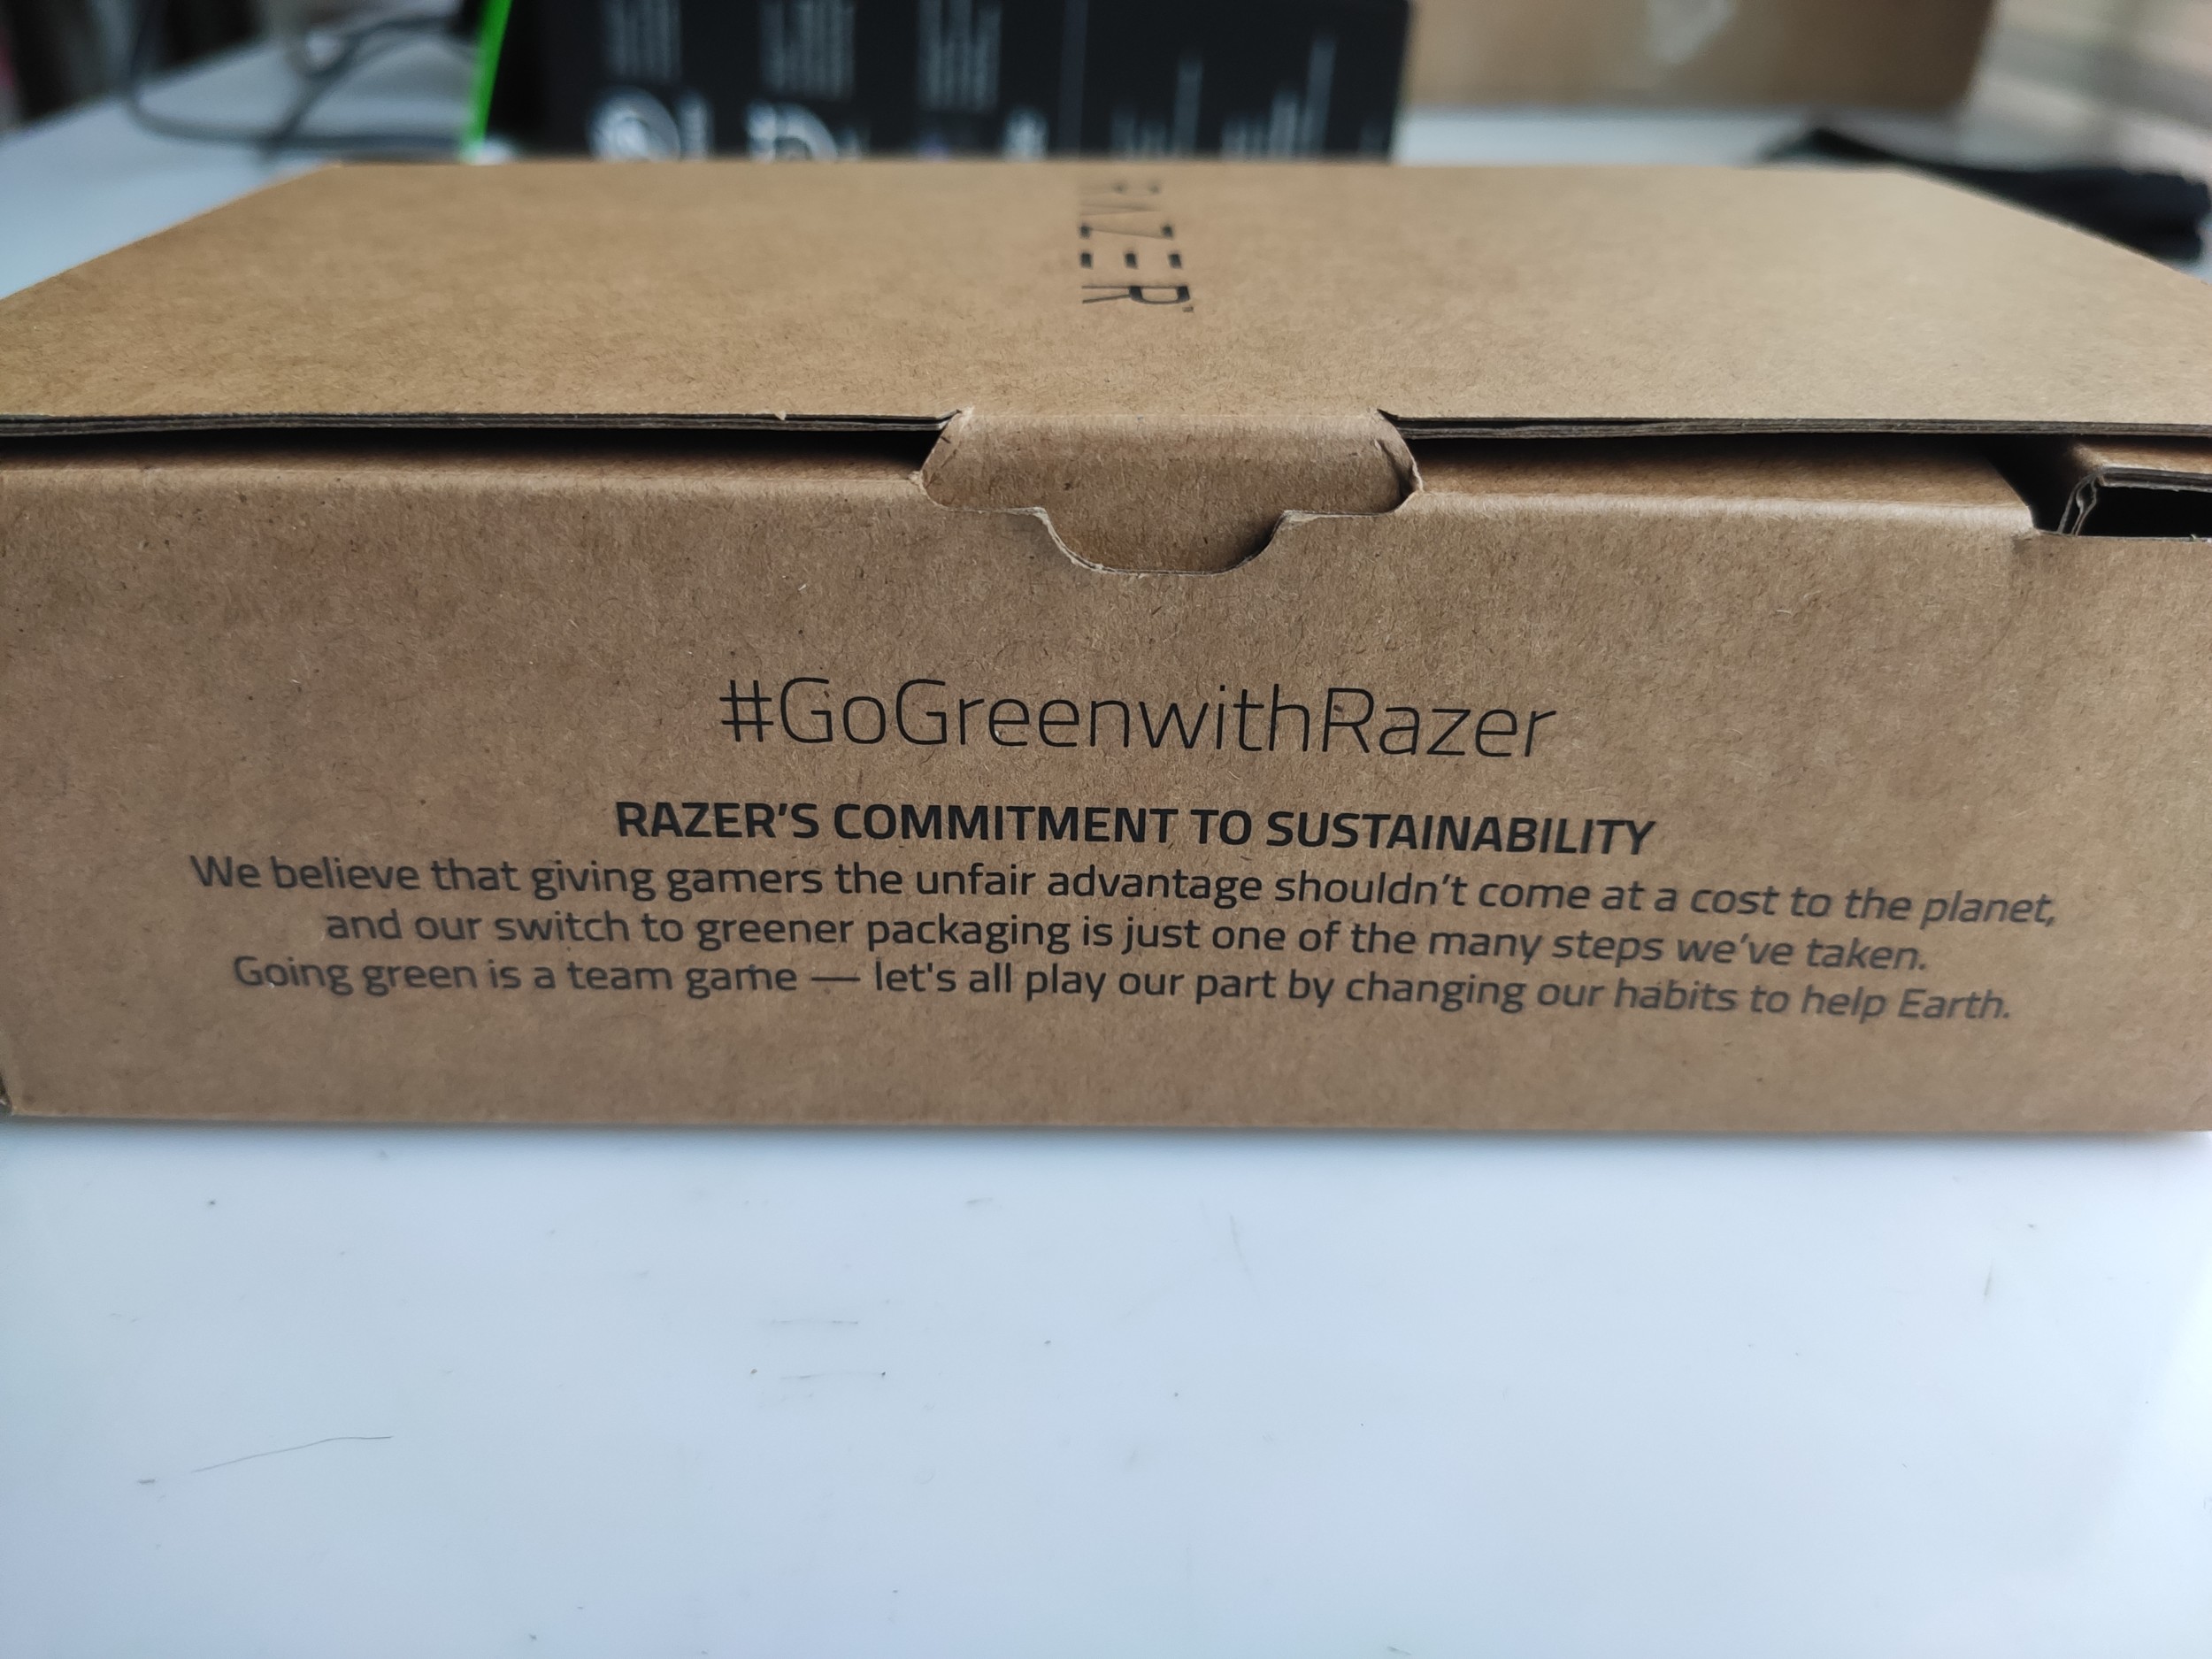 RAZER
#GoGreenwithRazer
RAZER’S COMMITMENT TO SUSTAINABILITY
We believe that giving gamers the unfair advantage shouldn’t come at a cost to the planet,
and our switch to greener packaging is just one of the many steps we’ve taken.
Going green is a team game — let's all play our part by changing our habits to help Earth.